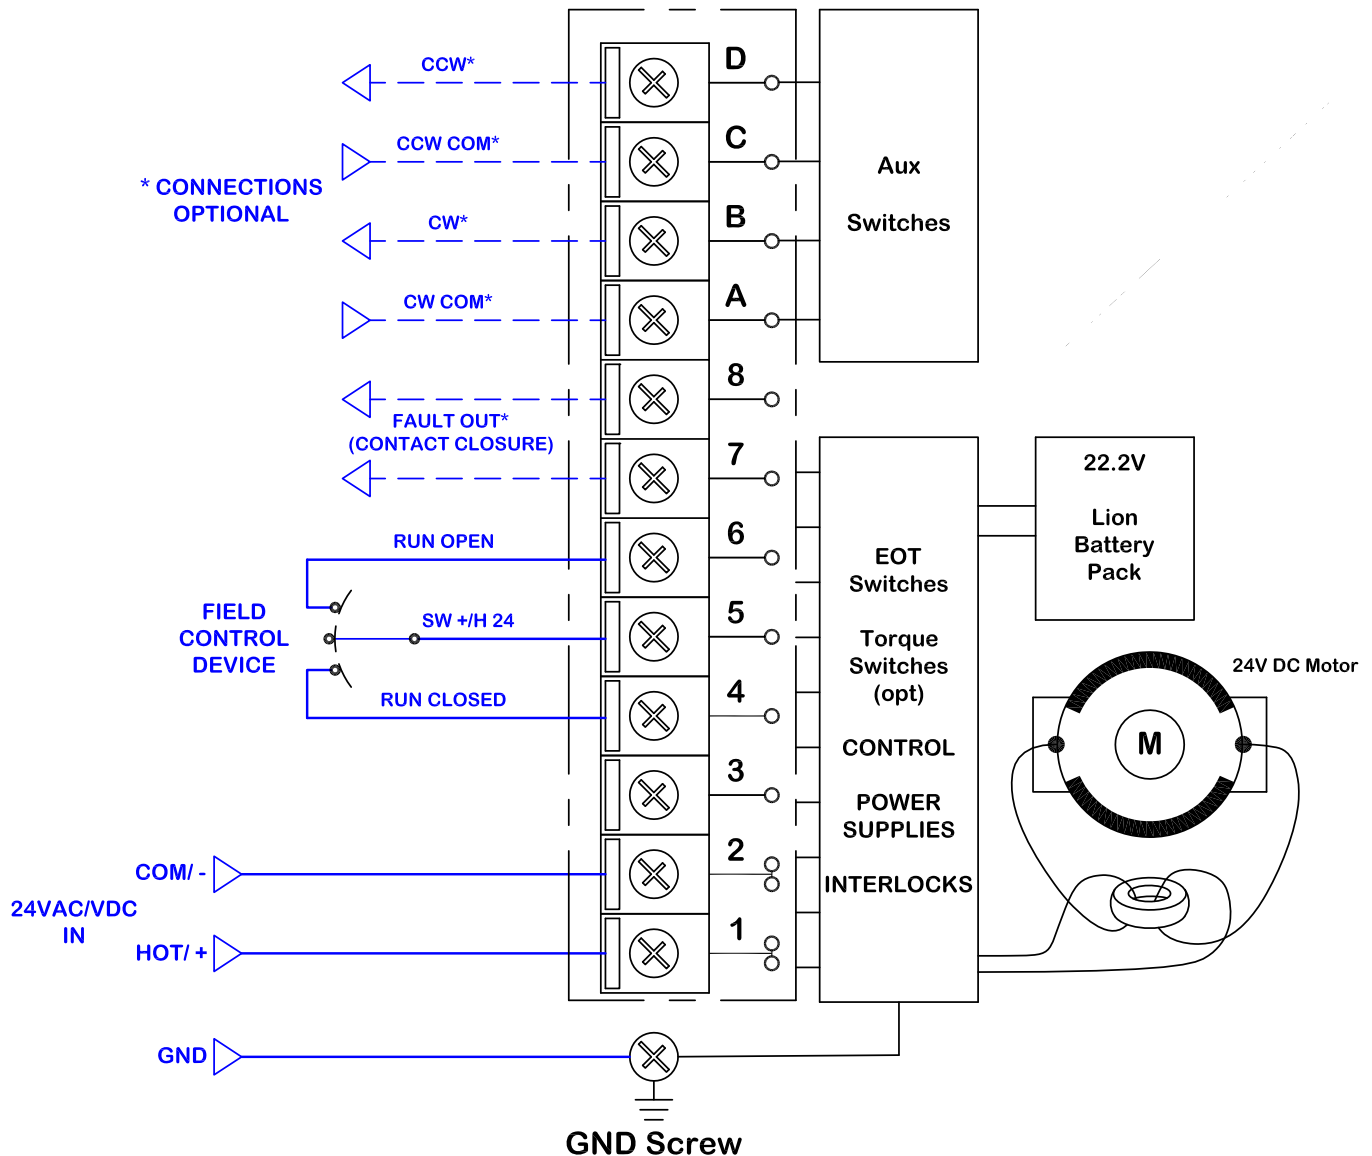 CCW*
D
CCW COM*
C
* CONNECTIONS
OPTIONAL
CW*
B
CW COM*
A
Aux
Switches
8
FAULT OUT*
(CONTACT CLOSURE)
7
RUN OPEN
6
FIELD
CONTROL
DEVICE
SW +/H 24
5
RUN CLOSED
4
3
COM/ -
2
24VAC/VDC
IN
HOT/ +
1
GND
GND Screw
EOT
Switches
Torque
Switches
(opt)
CONTROL
POWER
SUPPLIES
INTERLOCKS
22.2V
Lion
Battery
Pack
24V DC Motor
M